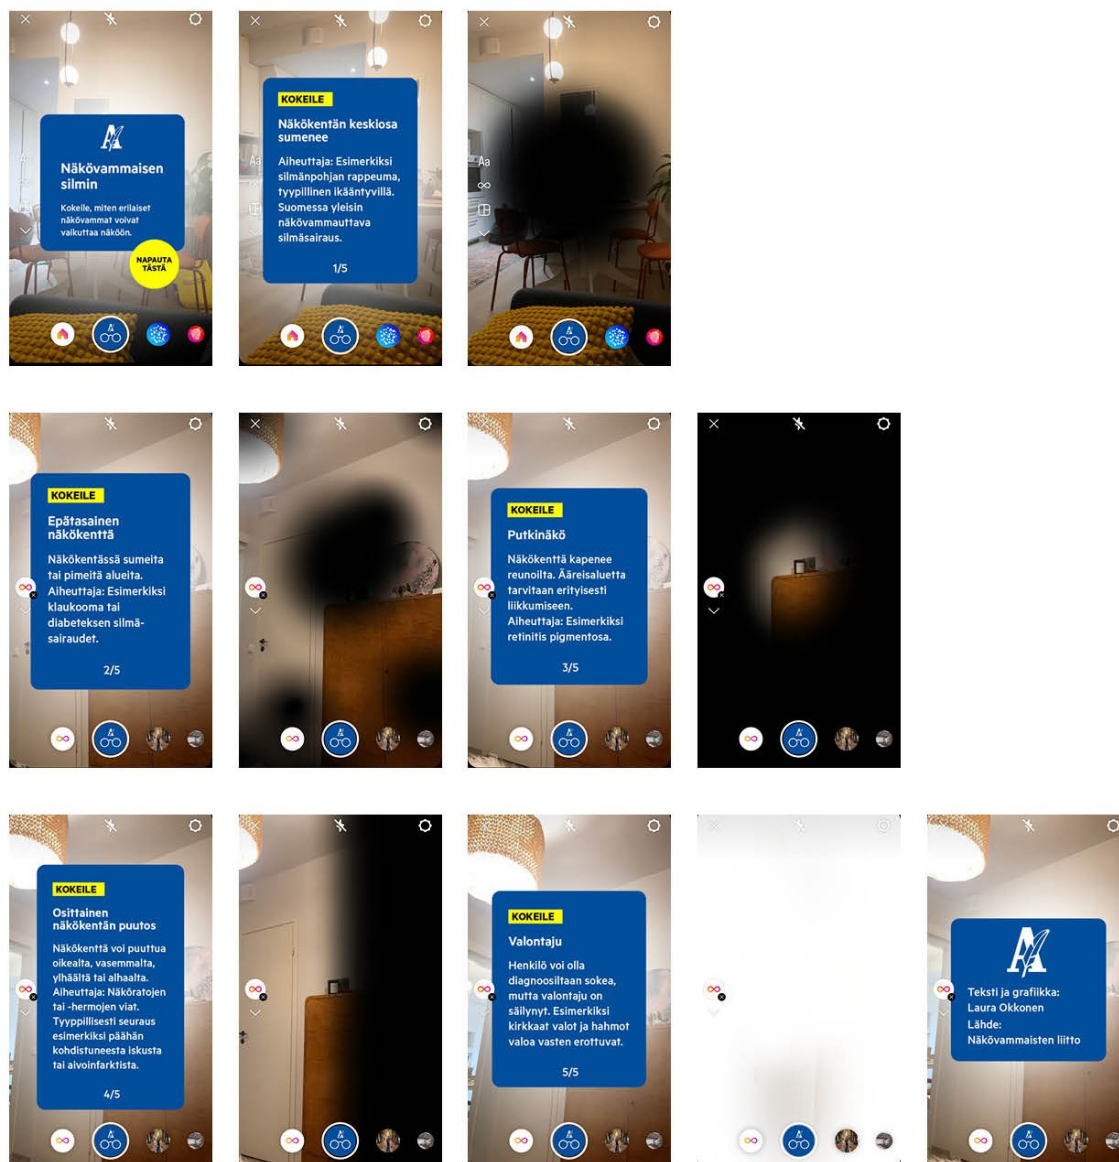 Näkövammaisen
silmin
Kokeile, miten erilaiset
näkövammat voivat
vaikuttaa näköön.
NAPAUTA
TÄSTÄ
KOKEILE
Näkökentän keskiosa
sumenee
Aiheuttaja: Esimerkiksi
silmänpohjan rappeuma,
tyypillinen ikääntyvillä.
Suomessa yleisin
näkövammauttava
silmäsairaus.
1/5
Aa
Aa
KOKEILE
Epätasainen
näkökenttä
Näkökentässä sumeita
tai pimeitä alueita.
Aiheuttaja: Esimerkiksi
klaukooma tai
diabeteksen silmä-
sairaudet.
2/5
KOKEILE
Putkinäkö
Näkökenttä kapenee
reunoilta. Ääreisaluetta
tarvitaan erityisesti
liikkumiseen.
Aiheuttaja: Esimerkiksi
retinitis pigmentosa.
3/5
KOKEILE
Osittainen
näkökentän puutos
Näkökenttä voi puuttua
oikealta, vasemmalta,
ylhäältä tai alhaalta.
Aiheuttaja: Näköratojen
tai -hermojen viat.
Tyyppillisesti seuraus
esimerkiksi päähän
kohdistuneesta iskusta
tai aivoinfarktista.
4/5
KOKEILE
Valontaju
Henkilö voi olla
diagnoosiltaan sokea,
mutta valontaju on
säilynyt. Esimerkiksi
kirkkaat valot ja hahmot
valoa vasten erottuvat.
5/5
Teksti ja grafiikka:
Laura Okkonen
Lähde:
Näkövammaisten liitto